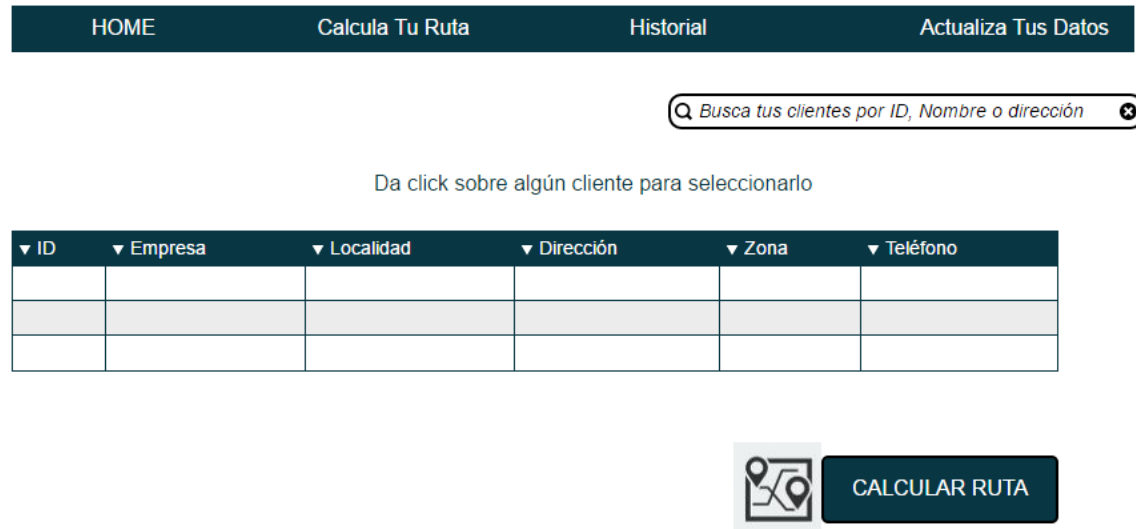 HOME Calcula Tu Ruta Historial Actualiza Tus Datos
Busca tus clientes por ID, Nombre o dirección
Da click sobre algún cliente para seleccionarlo
ID Empresa Localidad Dirección Zona Teléfono
CALCULAR RUTA